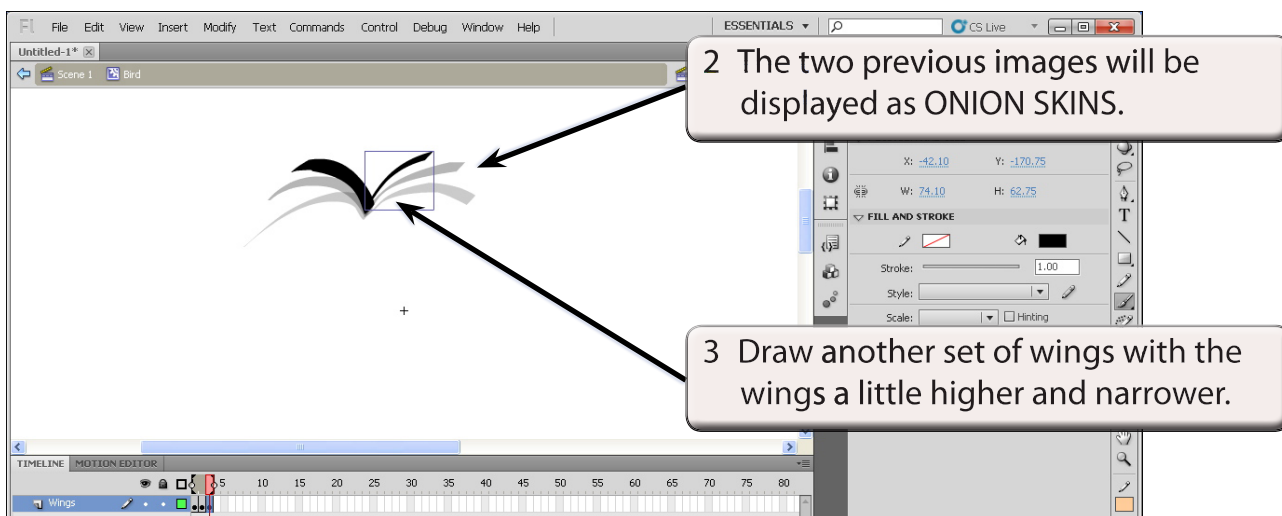 Fl File Edit View Insert Modify Text Commands Control Debug Window Help ESSENTIALS CS Live
Untitled-1*
Scene 1 Bird
2 The two previous images will be
displayed as ONION SKINS.
X: -42.10 Y: -170.75
W: 74.10 H: 62.75
FILL AND STROKE
Stroke: 1.00
Style:
Scale: Hinting
3 Draw another set of wings with the
wings a little higher and narrower.
TIMELINE MOTION EDITOR
5 10 15 20 25 30 35 40 45 50 55 60 65 70 75 80
Wings